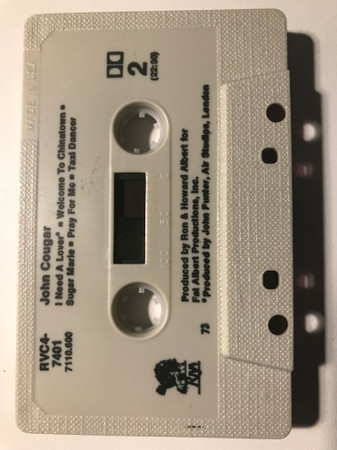 MADE IN USA
RVC4-
7401
7110.600
John Cougar
I Need A Lover* ■ Welcome To Chinatown ■
Sugar Marie ■ Pray For Me ■ Taxi Dancer
2
50
Produced by Ron & Howard Albert for
Fat Albert Productions, Inc.
*Produced by John Punter, Air Studios, London
73
Riva